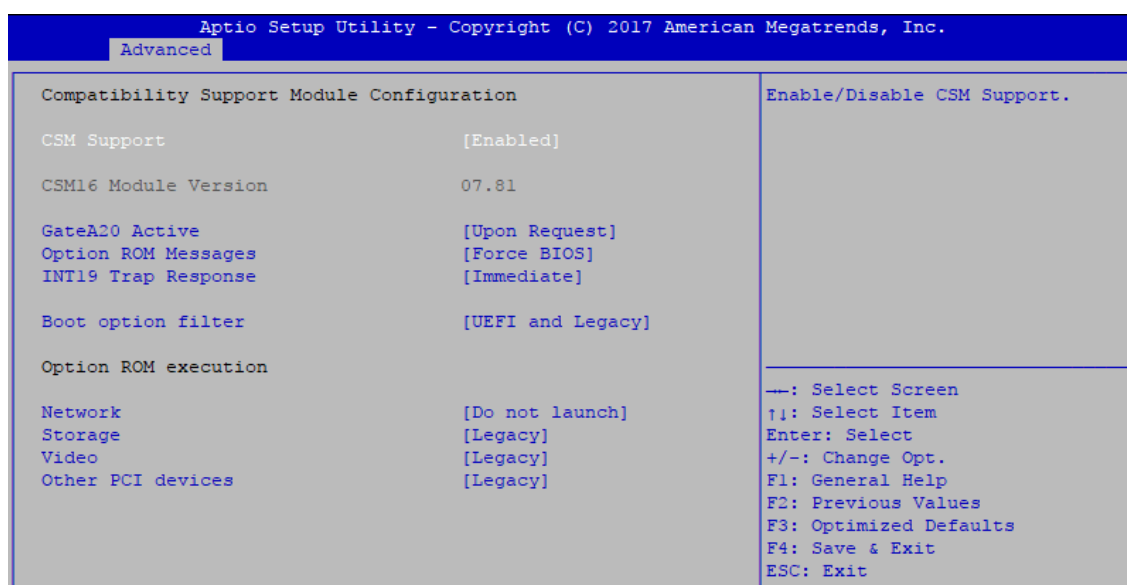 Aptio Setup Utility – Copyright (C) 2017 American Megatrends, Inc.
Advanced
Compatibility Support Module Configuration
CSM Support [Enabled]
CSM16 Module Version 07.81
GateA20 Active [Upon Request]
Option ROM Messages [Force BIOS]
INT19 Trap Response [Immediate]
Boot option filter [UEFI and Legacy]
Option ROM execution
Network [Do not launch]
Storage [Legacy]
Video [Legacy]
Other PCI devices [Legacy]
Enable/Disable CSM Support.
→←: Select Screen
↑↓: Select Item
Enter: Select
+/-: Change Opt.
F1: General Help
F2: Previous Values
F3: Optimized Defaults
F4: Save & Exit
ESC: Exit